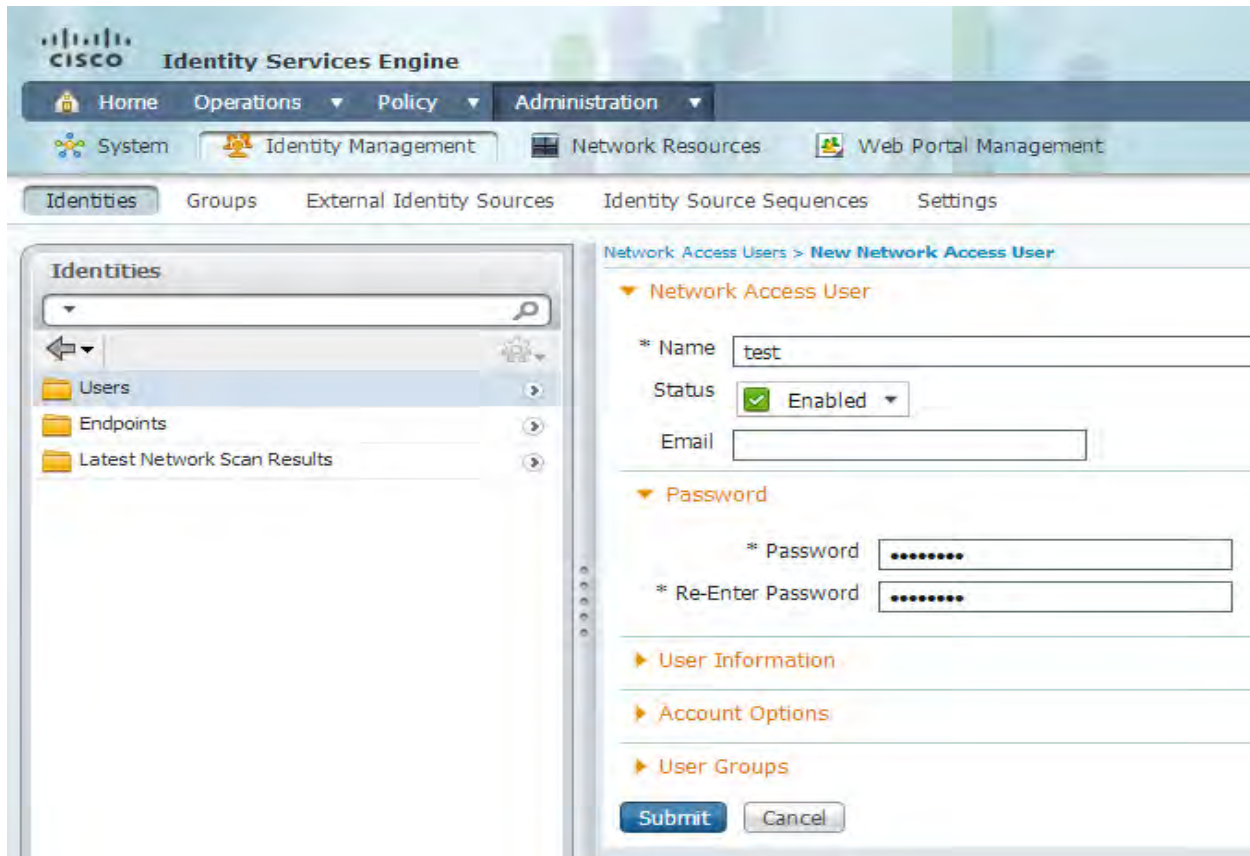 CISCO Identity Services Engine
Home Operations Policy Administration
System Identity Management Network Resources Web Portal Management
Identities Groups External Identity Sources Identity Source Sequences Settings
Identities
Users
Endpoints
Latest Network Scan Results
Network Access Users > New Network Access User
Network Access User
* Name test
Status Enabled
Email
Password
* Password ••••••••
* Re-Enter Password ••••••••
User Information
Account Options
User Groups
Submit Cancel